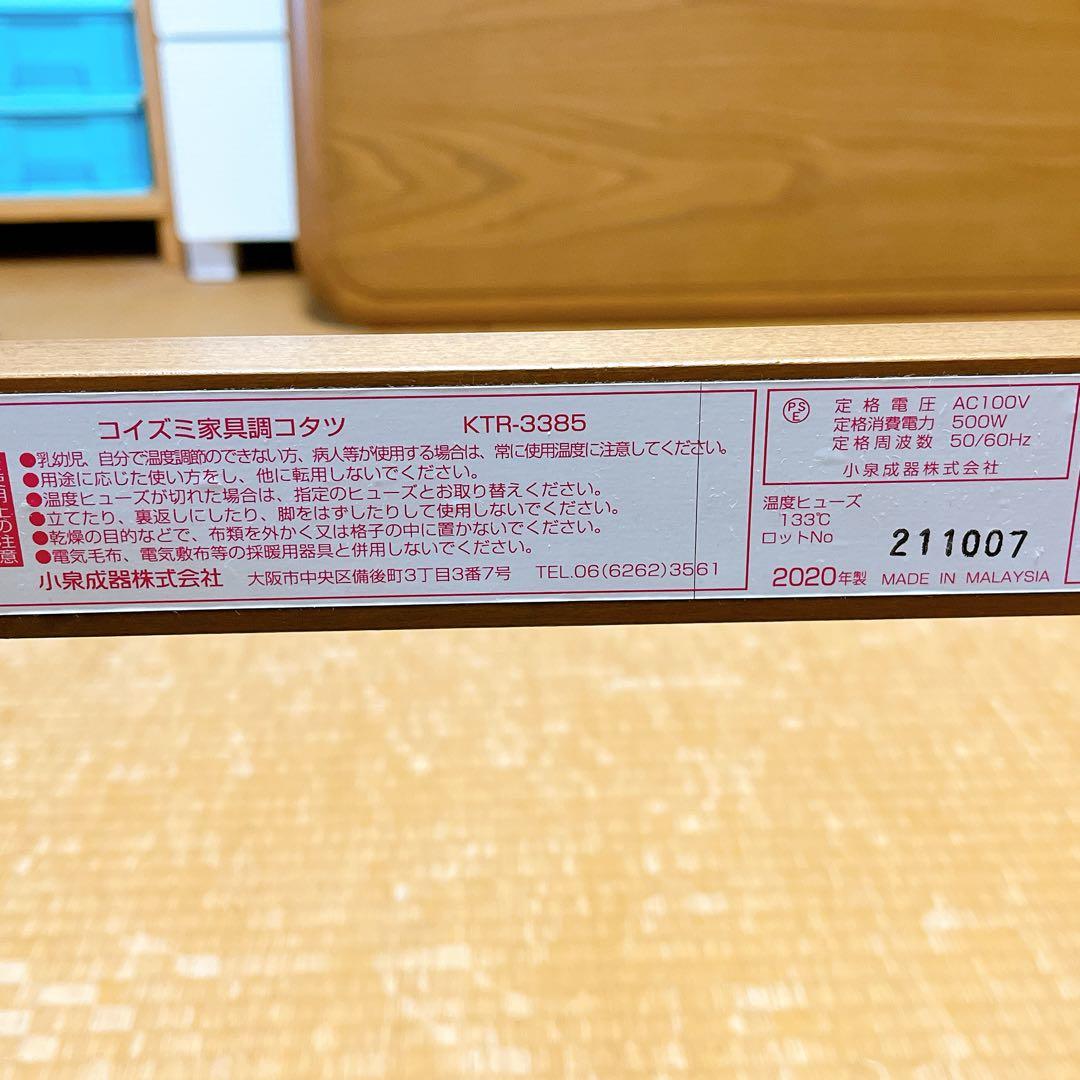 コイズミ家具調コタツ KTR-3385
●乳幼児、自分で温度調節のできない方、病人等が使用する場合は、常に使用温度に注意してください。
●用途に応じた使い方をし、他に転用しないでください。
●温度ヒューズが切れた場合は、指定のヒューズとお取り替えください。
●立てたり、裏返しにしたり、脚をはずしたりして使用しないでください。
●乾燥の目的などで、布類を外かく又は格子の中に置かないでください。
●電気毛布、電気敷布等の採暖用器具と併用しないでください。
小泉成器株式会社 大阪市中央区備後町3丁目3番7号 TEL.06(6262)3561
使用上の注意
PSE
定格電圧 AC100V
定格消費電力 500W
定格周波数 50/60Hz
小泉成器株式会社
温度ヒューズ
133℃
ロットNo 211007
2020年製 MADE IN MALAYSIA